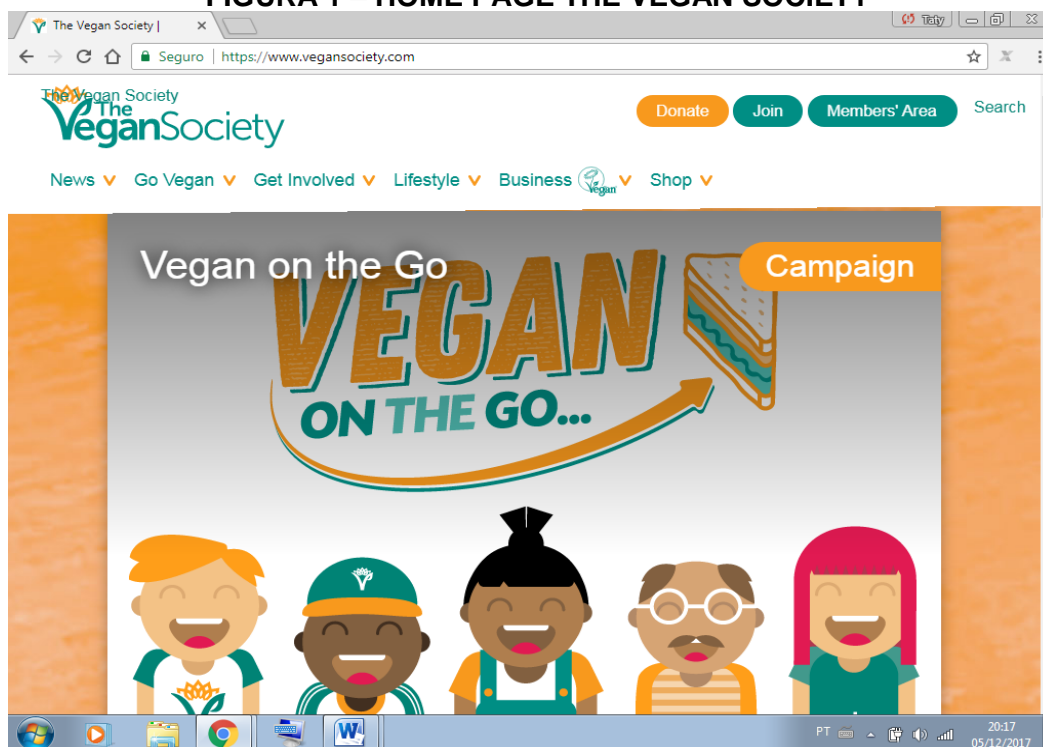 FIGURA 1 – HOME PAGE THE VEGAN SOCIETY
The Vegan Society |
Taty
Seguro | https://www.vegansociety.com
The Vegan Society
The
VeganSociety
Donate
Join
Members' Area
Search
News
Go Vegan
Get Involved
Lifestyle
Business
Vegan
Shop
Vegan on the Go
Campaign
VEGAN
ON THE GO...
PT
20:17
05/12/2017